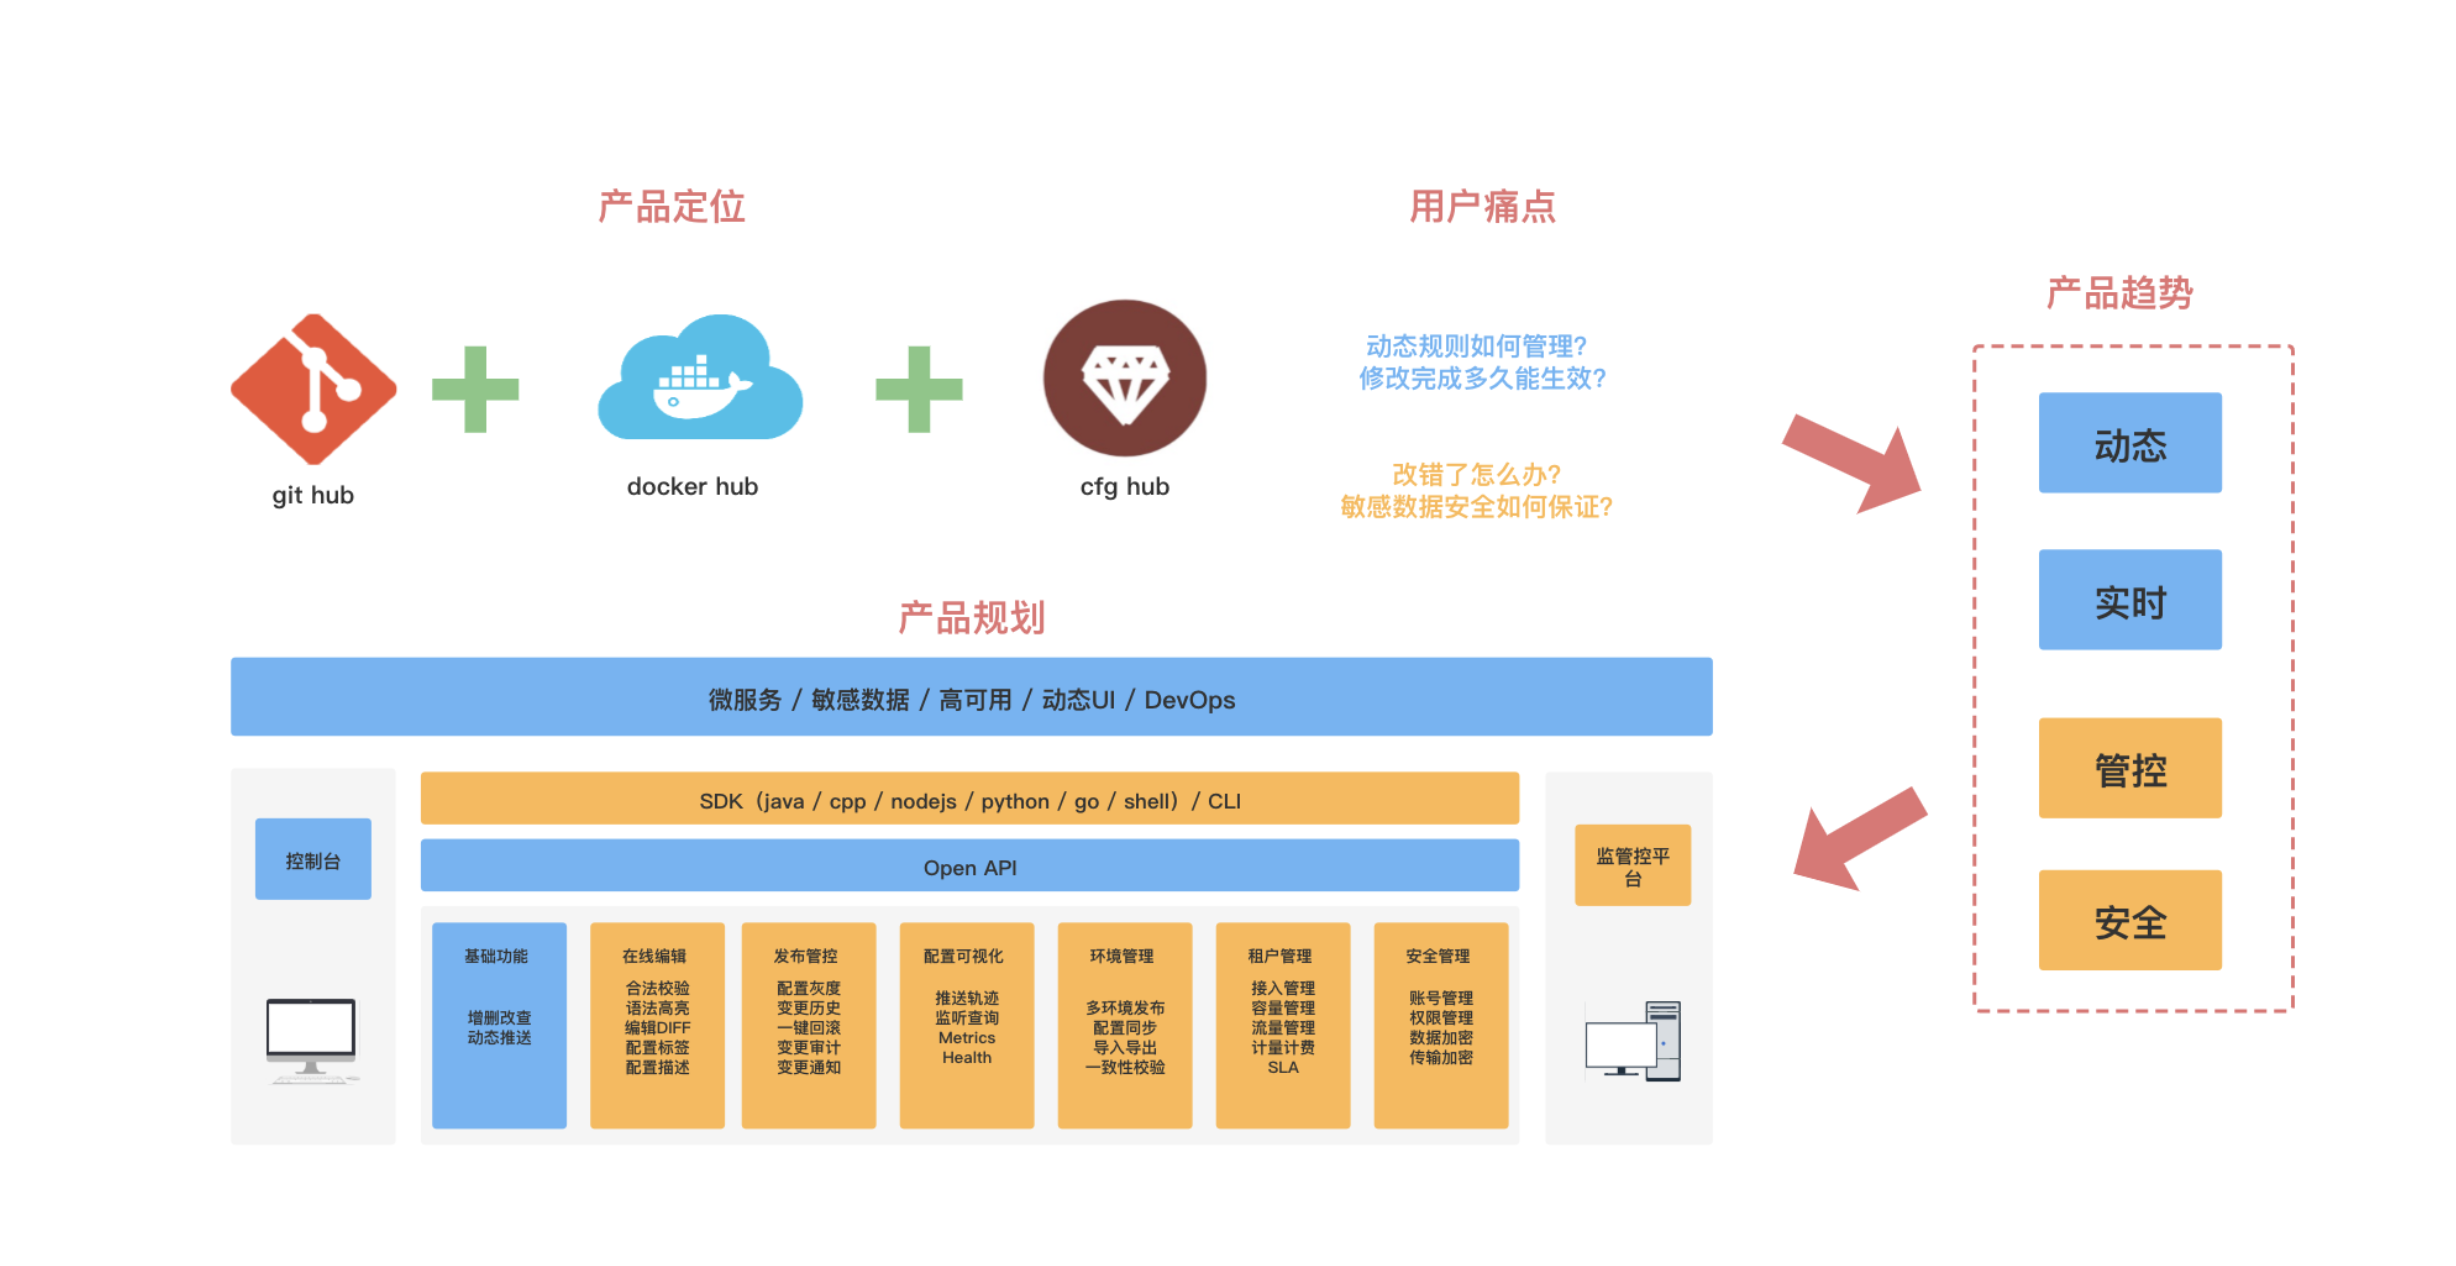 产品定位
git hub
docker hub
cfg hub
用户痛点
动态规则如何管理?
修改完成多久能生效?
改错了怎么办?
敏感数据安全如何保证?
产品趋势
动态
实时
管控
安全
产品规划
微服务 / 敏感数据 / 高可用 / 动态UI / DevOps
控制台
SDK（java / cpp / nodejs / python / go / shell）/ CLI
Open API
基础功能
增删改查
动态推送
在线编辑
合法校验
语法高亮
编辑DIFF
配置标签
配置描述
发布管控
配置灰度
变更历史
一键回滚
变更审计
变更通知
配置可视化
推送轨迹
监听查询
Metrics
Health
环境管理
多环境发布
配置同步
导入导出
一致性校验
租户管理
接入管理
容量管理
流量管理
计量计费
SLA
安全管理
账号管理
权限管理
数据加密
传输加密
监管控平
台